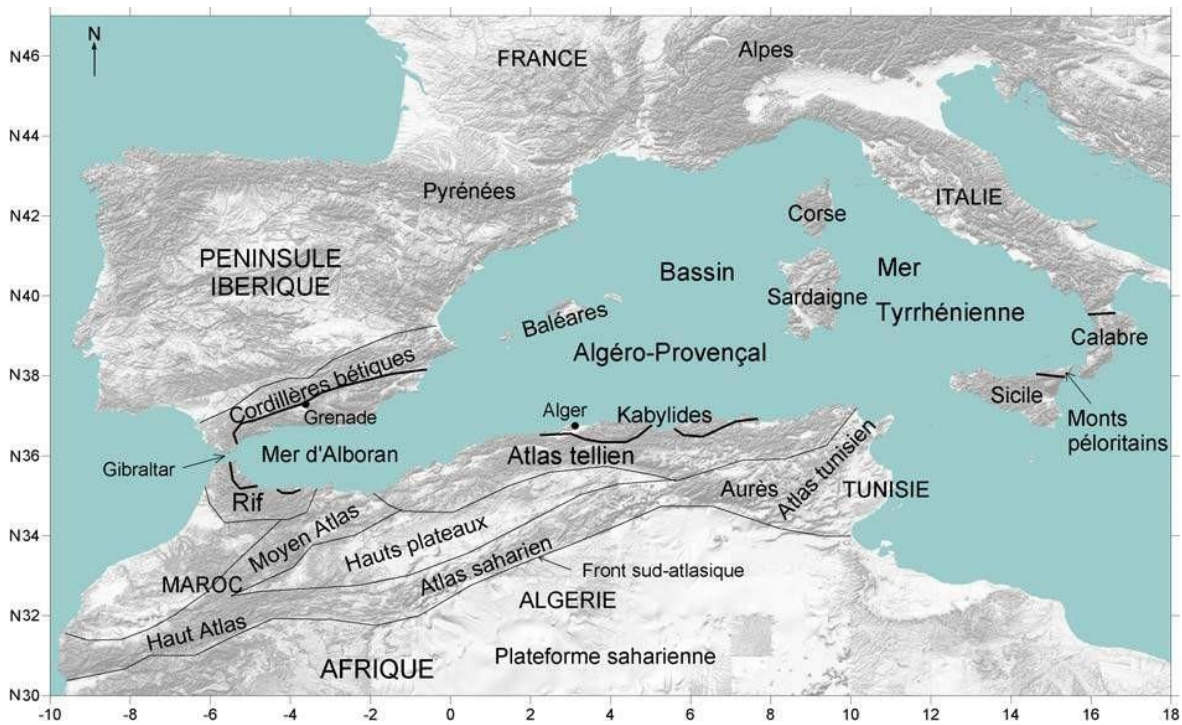 N
N46
FRANCE
Alpes
N44
Pyrénées
ITALIE
N42
Corse
PENINSULE
IBERIQUE
Bassin
Mer
N40
Sardaigne
Tyrrhénienne
Baléares
Calabre
Algéro-Provençal
N38
Cordillères bétiques
Grenade
Alger
Kabylides
Sicile
Monts
péloritains
N36
Gibraltar
Mer d'Alboran
Atlas tellien
Rif
Aurès
Atlas tunisien
TUNISIE
N34
Moyen Atlas
Hauts plateaux
MAROC
Atlas saharien
Front sud-atlasique
N32
ALGERIE
Haut Atlas
AFRIQUE
Plateforme saharienne
N30
-10 -8 -6 -4 -2 0 2 4 6 8 10 12 14 16 18